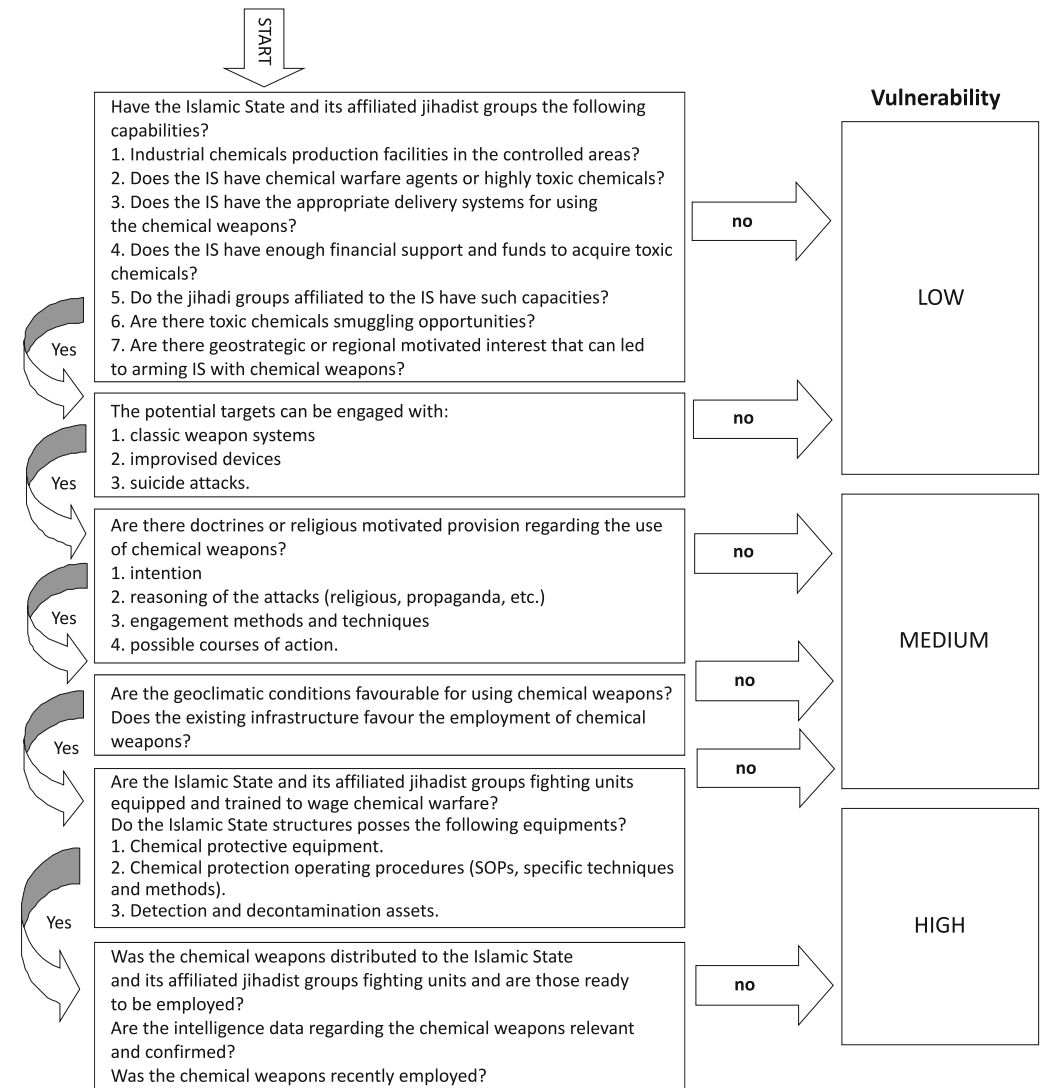 START
Vulnerability
Have the Islamic State and its affiliated jihadist groups the following
capabilities?
1. Industrial chemicals production facilities in the controlled areas?
2. Does the IS have chemical warfare agents or highly toxic chemicals?
3. Does the IS have the appropriate delivery systems for using
the chemical weapons?
4. Does the IS have enough financial support and funds to acquire toxic
chemicals?
5. Do the jihadi groups affiliated to the IS have such capacities?
6. Are there toxic chemicals smuggling opportunities?
7. Are there geostrategic or regional motivated interest that can led
to arming IS with chemical weapons?
no
LOW
Yes
The potential targets can be engaged with:
1. classic weapon systems
2. improvised devices
3. suicide attacks.
no
Yes
Are there doctrines or religious motivated provision regarding the use
of chemical weapons?
1. intention
2. reasoning of the attacks (religious, propaganda, etc.)
3. engagement methods and techniques
4. possible courses of action.
no
MEDIUM
Yes
Are the geoclimatic conditions favourable for using chemical weapons?
Does the existing infrastructure favour the employment of chemical
weapons?
no
Yes
Are the Islamic State and its affiliated jihadist groups fighting units
equipped and trained to wage chemical warfare?
Do the Islamic State structures posses the following equipments?
1. Chemical protective equipment.
2. Chemical protection operating procedures (SOPs, specific techniques
and methods).
3. Detection and decontamination assets.
no
HIGH
Yes
Was the chemical weapons distributed to the Islamic State
and its affiliated jihadist groups fighting units and are those ready
to be employed?
Are the intelligence data regarding the chemical weapons relevant
and confirmed?
Was the chemical weapons recently employed?
no